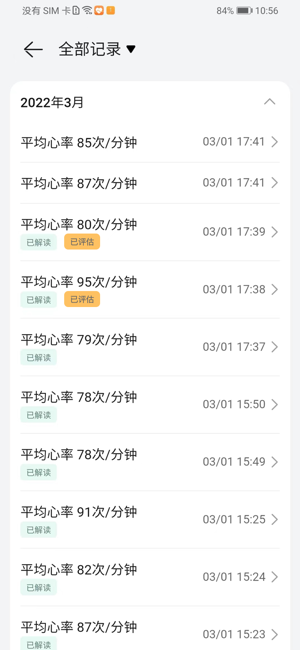 没有 SIM 卡 84% 10:56
全部记录
2022年3月
平均心率 85次/分钟 03/01 17:41
平均心率 87次/分钟 03/01 17:41
平均心率 80次/分钟 03/01 17:39
已解读 已评估
平均心率 95次/分钟 03/01 17:38
已解读 已评估
平均心率 79次/分钟 03/01 17:37
已解读
平均心率 78次/分钟 03/01 15:50
已解读
平均心率 78次/分钟 03/01 15:49
已解读
平均心率 91次/分钟 03/01 15:25
已解读
平均心率 82次/分钟 03/01 15:24
已解读
平均心率 87次/分钟 03/01 15:23
已解读